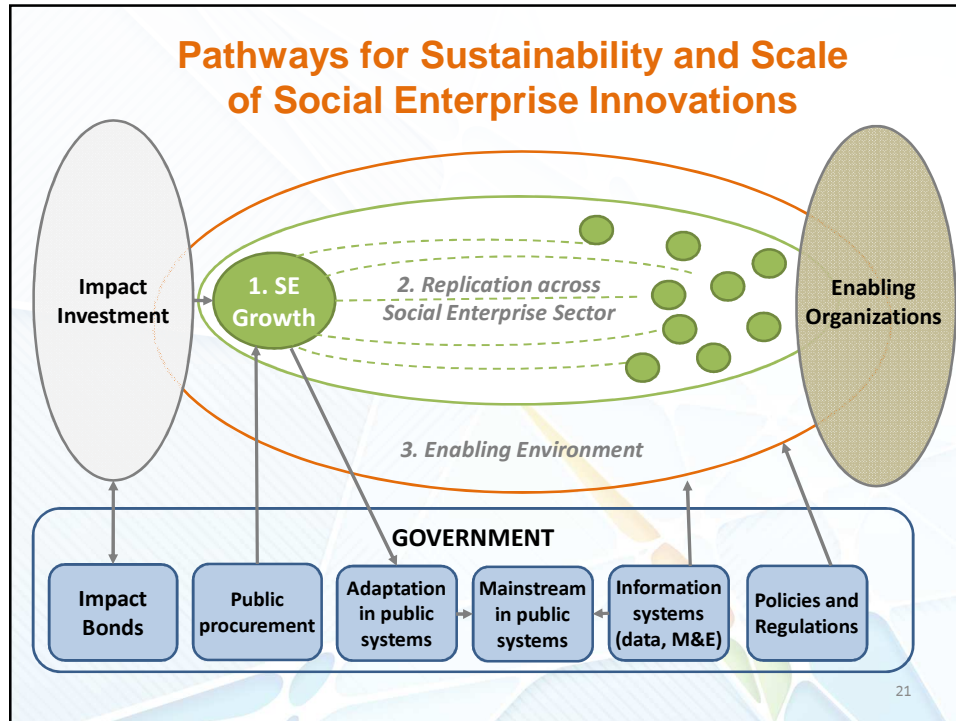 Pathways for Sustainability and Scale
of Social Enterprise Innovations
Impact
Investment
1. SE
Growth
2. Replication across
Social Enterprise Sector
Enabling
Organizations
3. Enabling Environment
GOVERNMENT
Impact
Bonds
Public
procurement
Adaptation
in public
systems
Mainstream
in public
systems
Information
systems
(data, M&E)
Policies and
Regulations
21